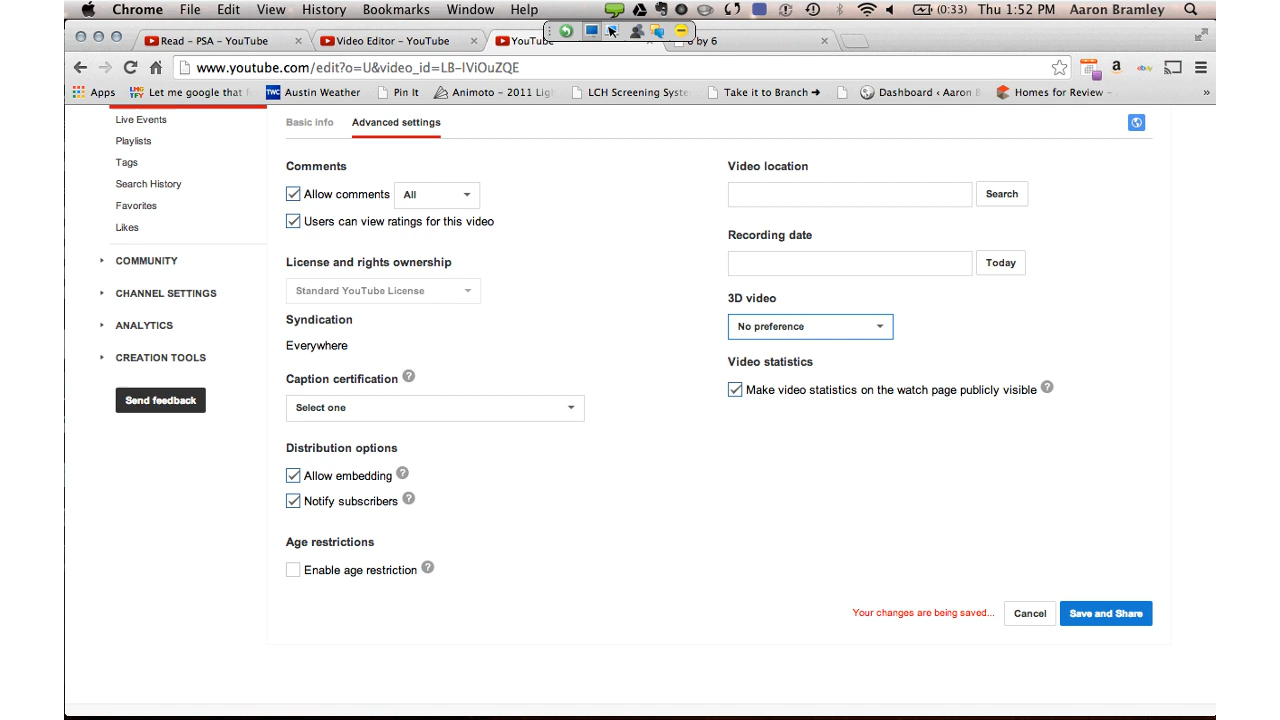 Chrome File Edit View History Bookmarks Window Help (0:33) Thu 1:52 PM Aaron Bramley
Read – PSA – YouTube × Video Editor – YouTube × YouTube 6 by 6 ×
www.youtube.com/edit?o=U&video_id=LB-IViOuZQE
Apps Let me google that f Austin Weather Pin It Animoto – 2011 Lig LCH Screening Syste Take it to Branch → Dashboard ‹ Aaron B Homes for Review – »
Live Events
Playlists
Tags
Search History
Favorites
Likes
COMMUNITY
CHANNEL SETTINGS
ANALYTICS
CREATION TOOLS
Send feedback
Basic info Advanced settings
Comments
Allow comments All
Users can view ratings for this video
License and rights ownership
Standard YouTube License
Syndication
Everywhere
Caption certification ?
Select one
Distribution options
Allow embedding ?
Notify subscribers ?
Age restrictions
Enable age restriction ?
Video location
Search
Recording date
Today
3D video
No preference
Video statistics
Make video statistics on the watch page publicly visible ?
Your changes are being saved... Cancel Save and Share